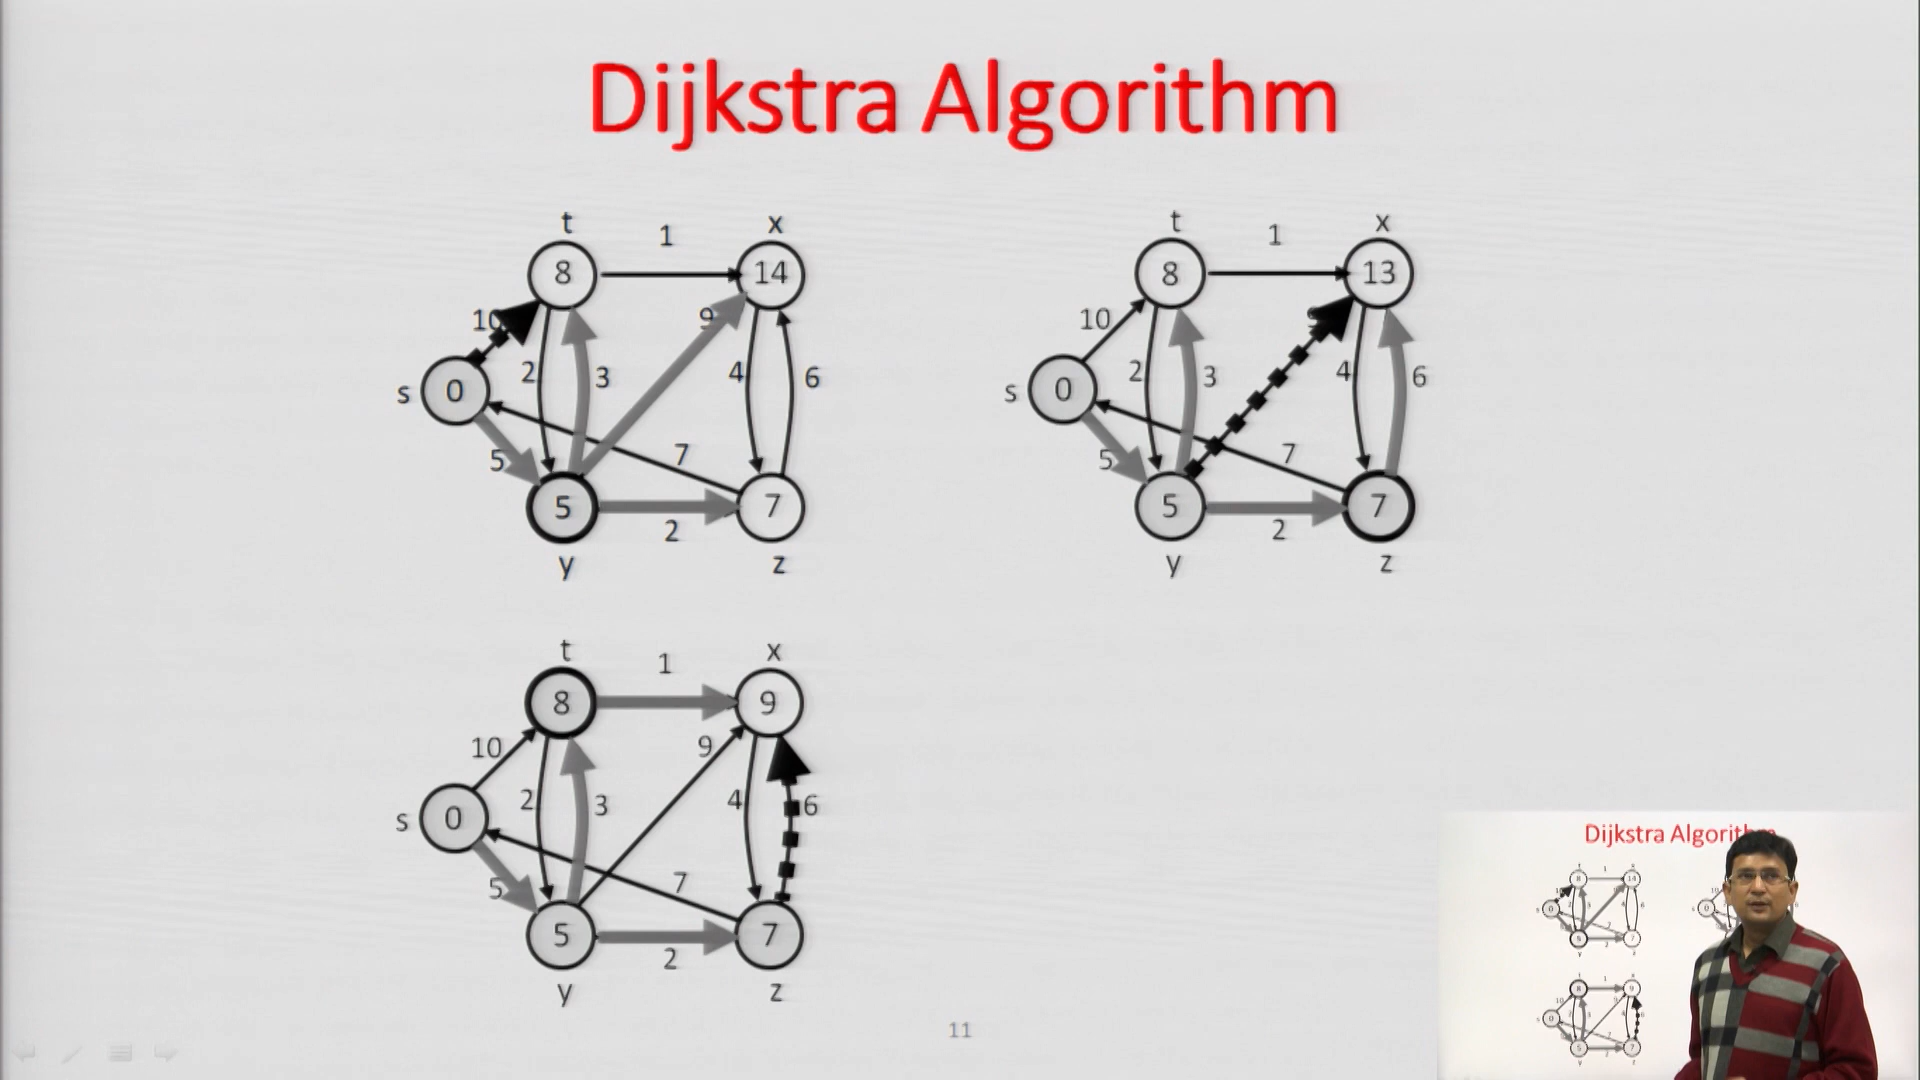 Dijkstra Algorithm
t 1 x
8 14
10 9
2 3 4 6
s 0
5 7
5 7
2
y z
t 1 x
8 13
10
2 3 4 6
s 0
5 7
5 7
2
y z
t 1 x
8 9
10 9
2 3 4 6
s 0
5 7
5 7
2
y z
11
Dijkstra Algorithm